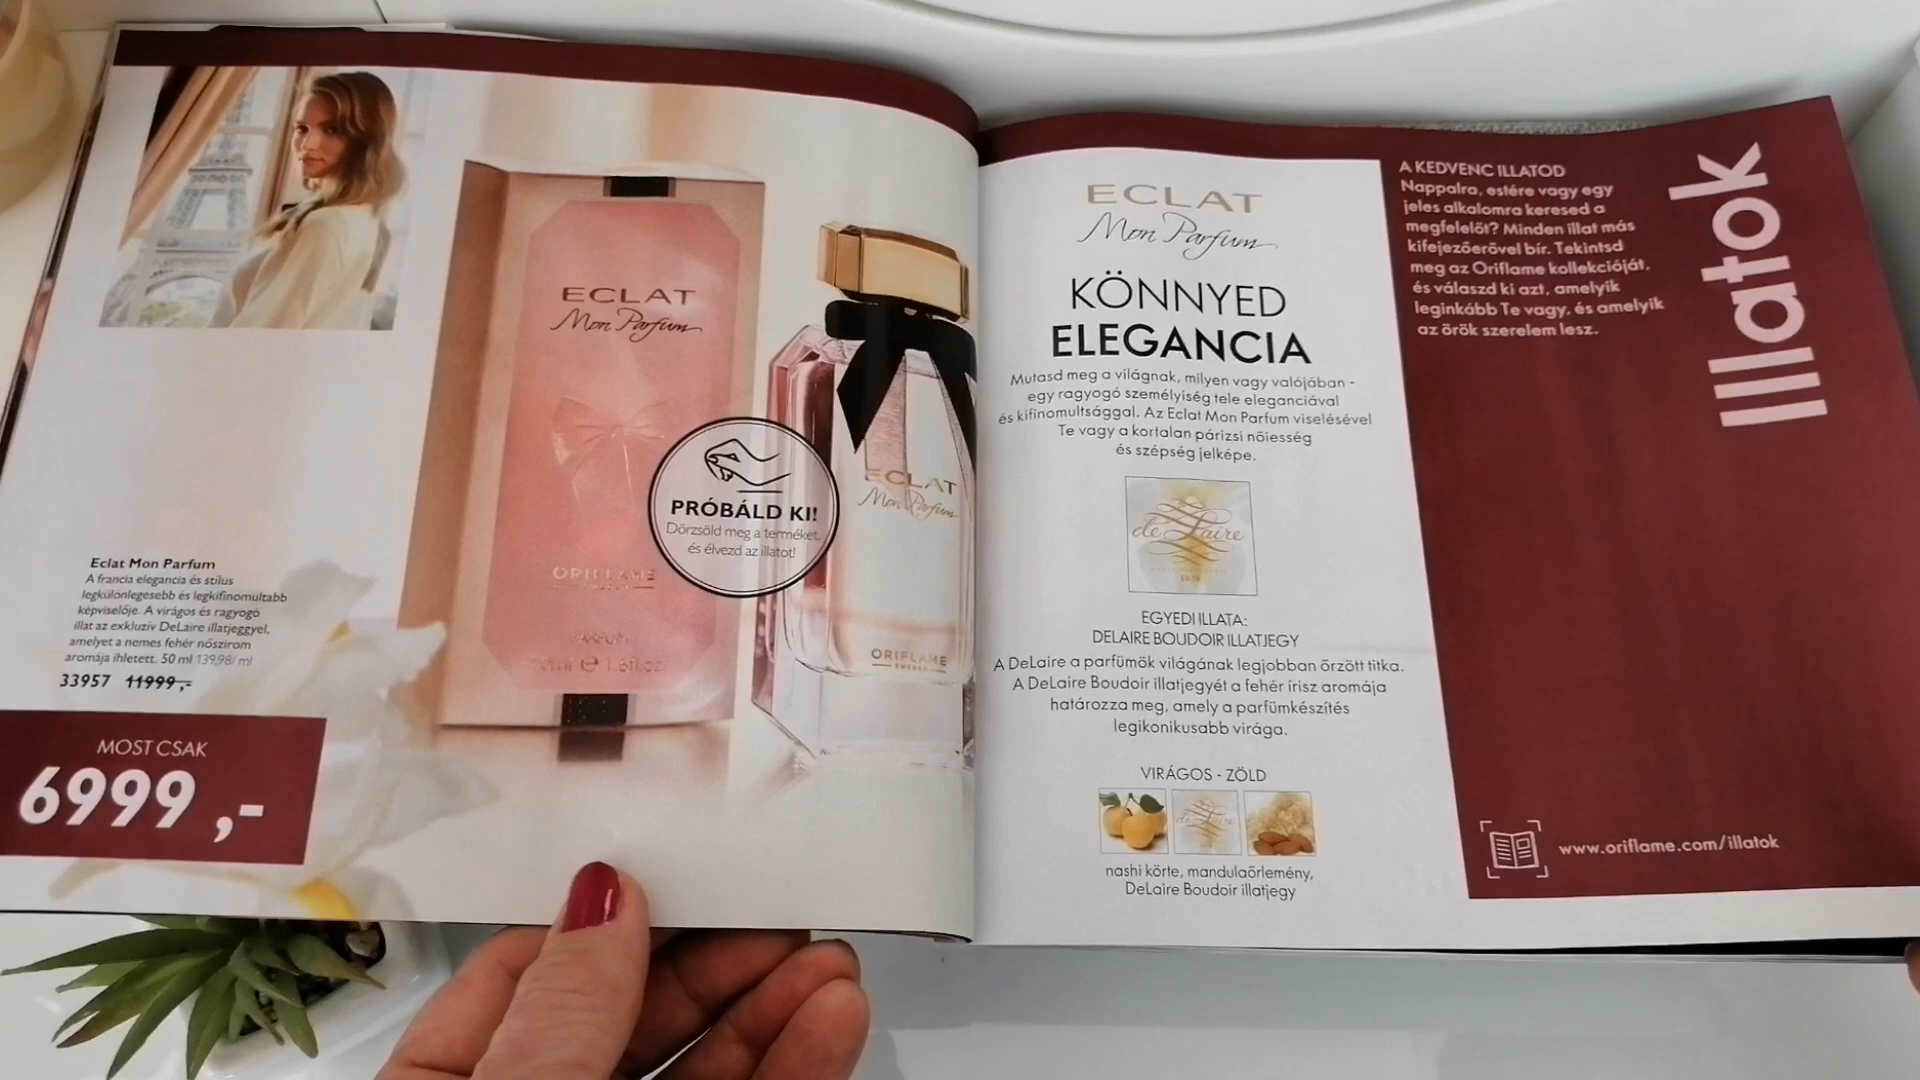 ECLAT
Mon Parfum
ORIFLAME
PARFUM
1.6fl.oz.
PRÓBÁLD KI!
Dörzsöld meg a terméket,
és élvezd az illatot!
ECLAT
Mon Parfum
ORIFLAME
SWEDEN
Eclat Mon Parfum
A francia elegancia és stílus
legkülönlegesebb és legkifinomultabb
képviselője. A virágos és ragyogó
illat az exkluzív DeLaire illatjeggyel,
amelyet a nemes fehér nőszirom
aromája ihletett. 50 ml 139,98/ ml
33957 11999 ,-
MOST CSAK
6999 ,-
ECLAT
Mon Parfum
KÖNNYED
ELEGANCIA
Mutasd meg a világnak, milyen vagy valójában -
egy ragyogó személyiség tele eleganciával
és kifinomultsággal. Az Eclat Mon Parfum viselésével
Te vagy a kortalan párizsi nőiesség
és szépség jelképe.
de Laire
EGYEDI ILLATA:
DELAIRE BOUDOIR ILLATJEGY
A DeLaire a parfümök világának legjobban őrzött titka.
A DeLaire Boudoir illatjegyét a fehér írisz aromája
határozza meg, amely a parfümkészítés
legikonikusabb virága.
VIRÁGOS - ZÖLD
de Laire
nashi körte, mandulaőrlemény,
DeLaire Boudoir illatjegy
A KEDVENC ILLATOD
Nappalra, estére vagy egy
jeles alkalomra keresed a
megfelelőt? Minden illat más
kifejezőerővel bír. Tekintsd
meg az Oriflame kollekcióját,
és válaszd ki azt, amelyik
leginkább Te vagy, és amelyik
az örök szerelem lesz.
Illatok
www.oriflame.com/illatok